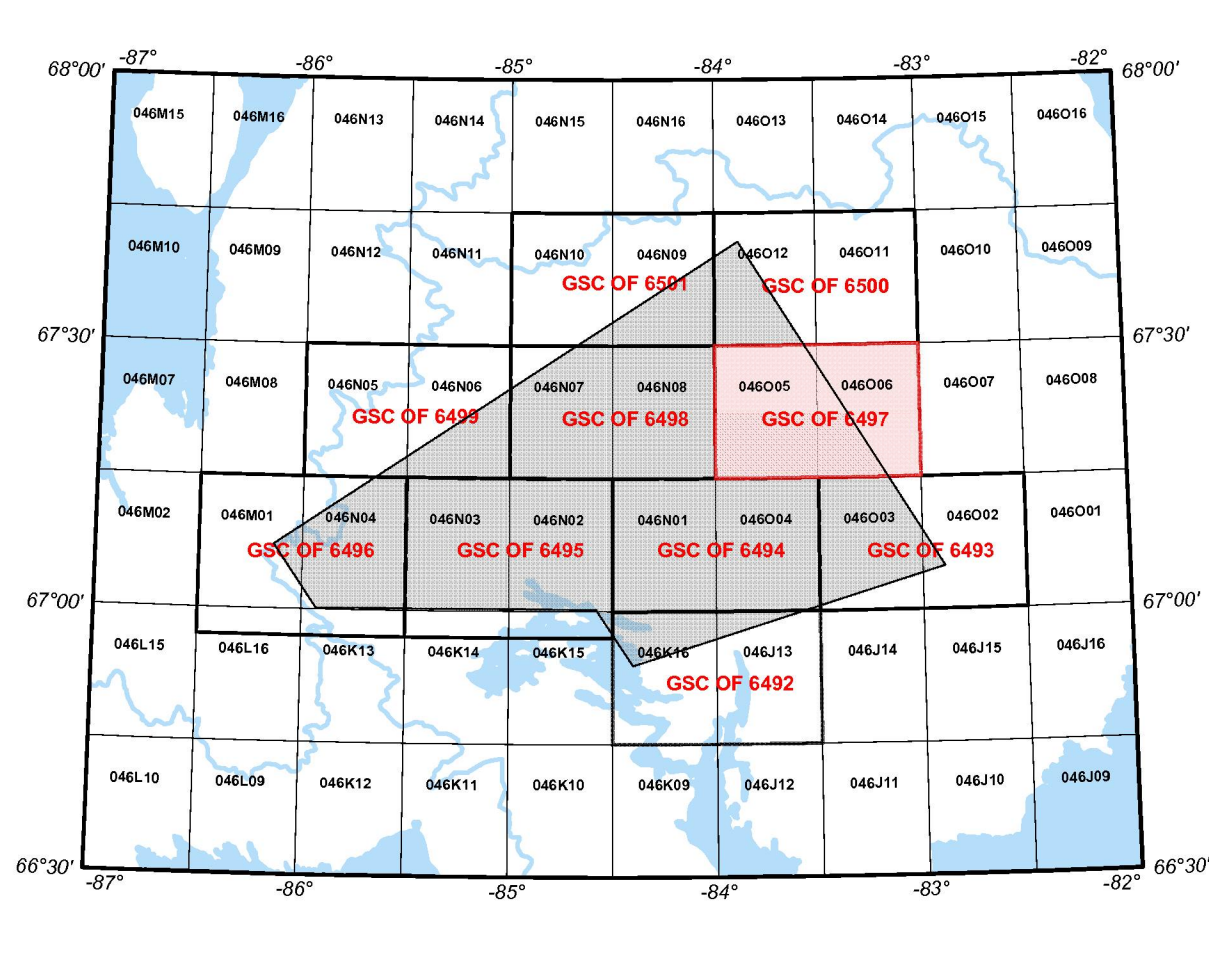 -87° -86° -85° -84° -83° -82°
68°00' 68°00'
046M15 046M16 046N13 046N14 046N15 046N16 046O13 046O14 046O15 046O16
046M10 046M09 046N12 046N11 046N10 046N09 046O12 046O11 046O10 046O09
GSC OF 6501 GSC OF 6500
67°30' 67°30'
046M07 046M08 046N05 046N06 046N07 046N08 046O05 046O06 046O07 046O08
GSC OF 6499 GSC OF 6498 GSC OF 6497
046M02 046M01 046N04 046N03 046N02 046N01 046O04 046O03 046O02 046O01
GSC OF 6496 GSC OF 6495 GSC OF 6494 GSC OF 6493
67°00' 67°00'
046L15 046L16 046K13 046K14 046K15 046K16 046J13 046J14 046J15 046J16
GSC OF 6492
046L10 046L09 046K12 046K11 046K10 046K09 046J12 046J11 046J10 046J09
66°30' 66°30'
-87° -86° -85° -84° -83° -82°